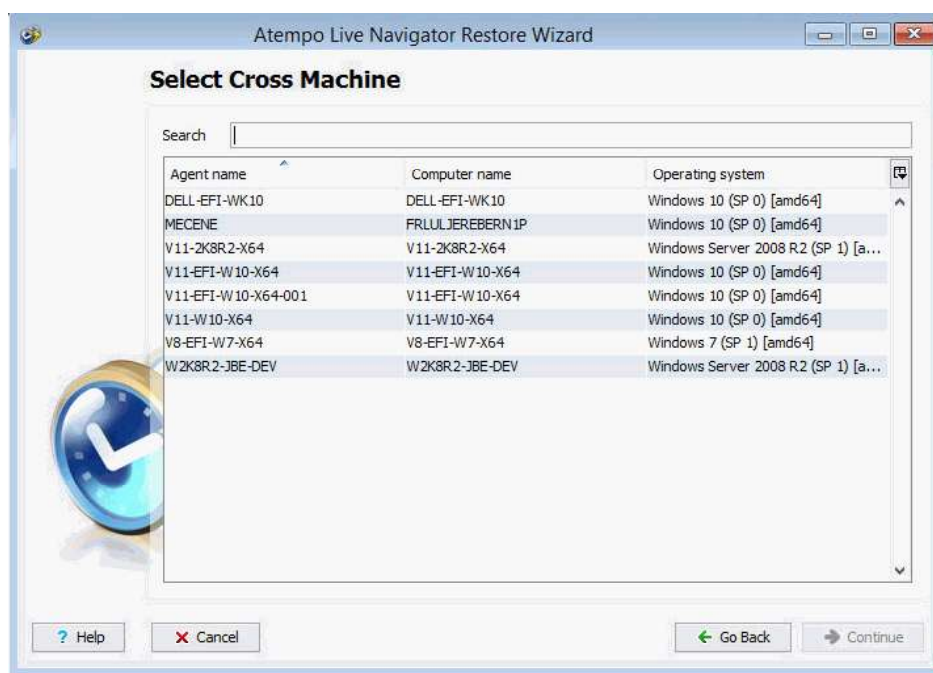 Atempo Live Navigator Restore Wizard
Select Cross Machine
Search
Agent name Computer name Operating system
DELL-EFI-WK10 DELL-EFI-WK10 Windows 10 (SP 0) [amd64]
MECENE FRLULJEREBERN1P Windows 10 (SP 0) [amd64]
V11-2K8R2-X64 V11-2K8R2-X64 Windows Server 2008 R2 (SP 1) [a...
V11-EFI-W10-X64 V11-EFI-W10-X64 Windows 10 (SP 0) [amd64]
V11-EFI-W10-X64-001 V11-EFI-W10-X64 Windows 10 (SP 0) [amd64]
V11-W10-X64 V11-W10-X64 Windows 10 (SP 0) [amd64]
V8-EFI-W7-X64 V8-EFI-W7-X64 Windows 7 (SP 1) [amd64]
W2K8R2-JBE-DEV W2K8R2-JBE-DEV Windows Server 2008 R2 (SP 1) [a...
? Help Cancel Go Back Continue